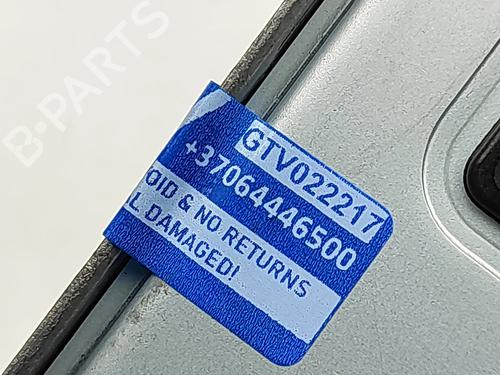 B-PARTS
GTV022217
+37064446500
OID & NO RETURNS
L DAMAGED!